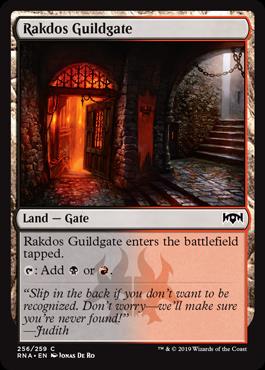 Rakdos Guildgate
Land — Gate
Rakdos Guildgate enters the battlefield
tapped.
: Add or .
“Slip in the back if you don’t want to be
recognized. Don’t worry—we’ll make sure
you’re never found!”
—Judith
256/259 C
RNA • EN Jonas De Ro
™ & © 2019 Wizards of the Coast